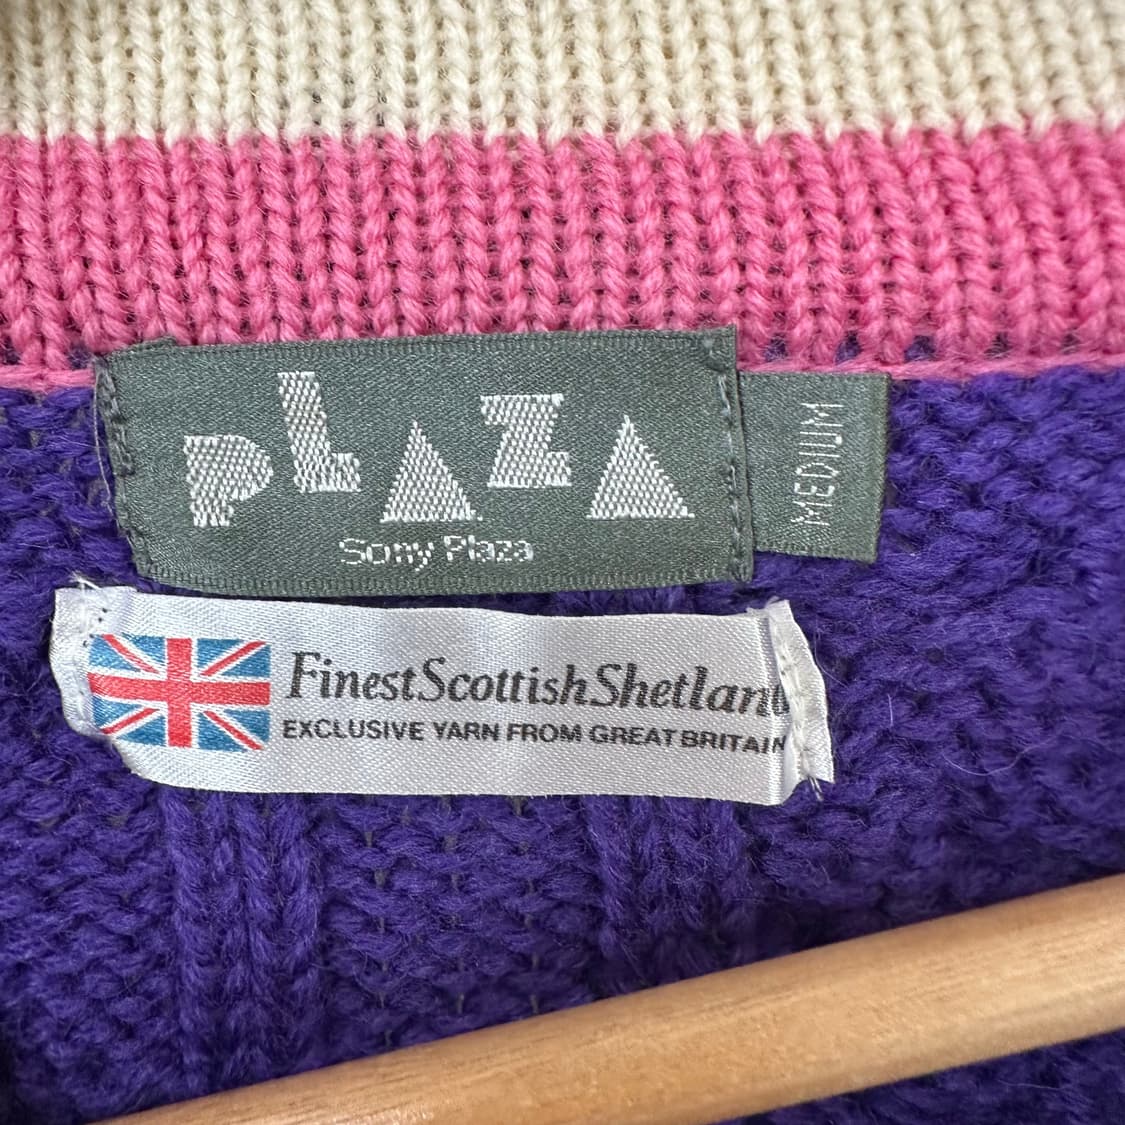 PLAZA
Sony Plaza
MEDIUM
FinestScottishShetland
EXCLUSIVE YARN FROM GREAT BRITAIN